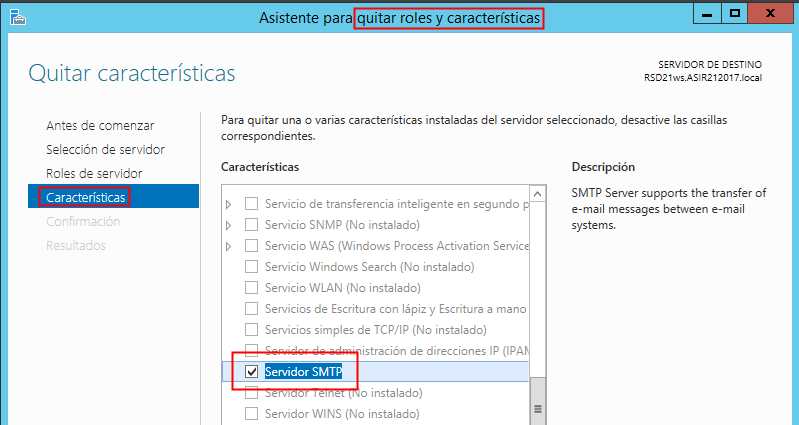 Asistente para quitar roles y características
Quitar características
SERVIDOR DE DESTINO
RSD21ws.ASIR212017.local
Antes de comenzar
Selección de servidor
Roles de servidor
Características
Confirmación
Resultados
Para quitar una o varias características instaladas del servidor seleccionado, desactive las casillas
correspondientes.
Características
Servicio de transferencia inteligente en segundo p
Servicio SNMP (No instalado)
Servicio WAS (Windows Process Activation Service
Servicio Windows Search (No instalado)
Servicio WLAN (No instalado)
Servicios de Escritura con lápiz y Escritura a mano
Servicios simples de TCP/IP (No instalado)
Servidor de administración de direcciones IP (IPAM
Servidor SMTP
Servidor Telnet (No instalado)
Servidor WINS (No instalado)
Descripción
SMTP Server supports the transfer of
e-mail messages between e-mail
systems.